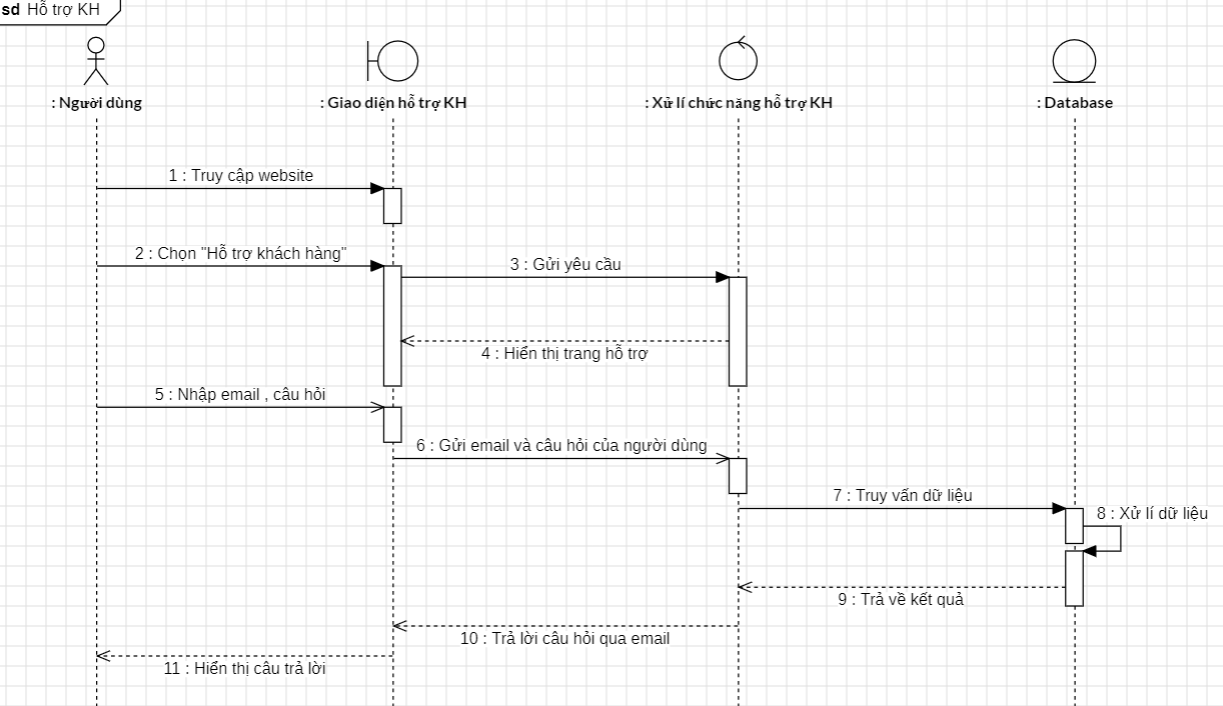 sd Hỗ trợ KH
: Người dùng
: Giao diện hỗ trợ KH
: Xử lí chức năng hỗ trợ KH
: Database
1 : Truy cập website
2 : Chọn "Hỗ trợ khách hàng"
3 : Gửi yêu cầu
4 : Hiển thị trang hỗ trợ
5 : Nhập email , câu hỏi
6 : Gửi email và câu hỏi của người dùng
7 : Truy vấn dữ liệu
8 : Xử lí dữ liệu
9 : Trả về kết quả
10 : Trả lời câu hỏi qua email
11 : Hiển thị câu trả lời